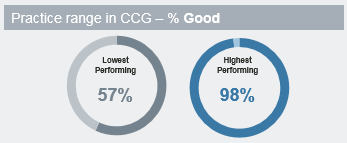 Practice range in CCG – % Good
Lowest
Performing
57%
Highest
Performing
98%